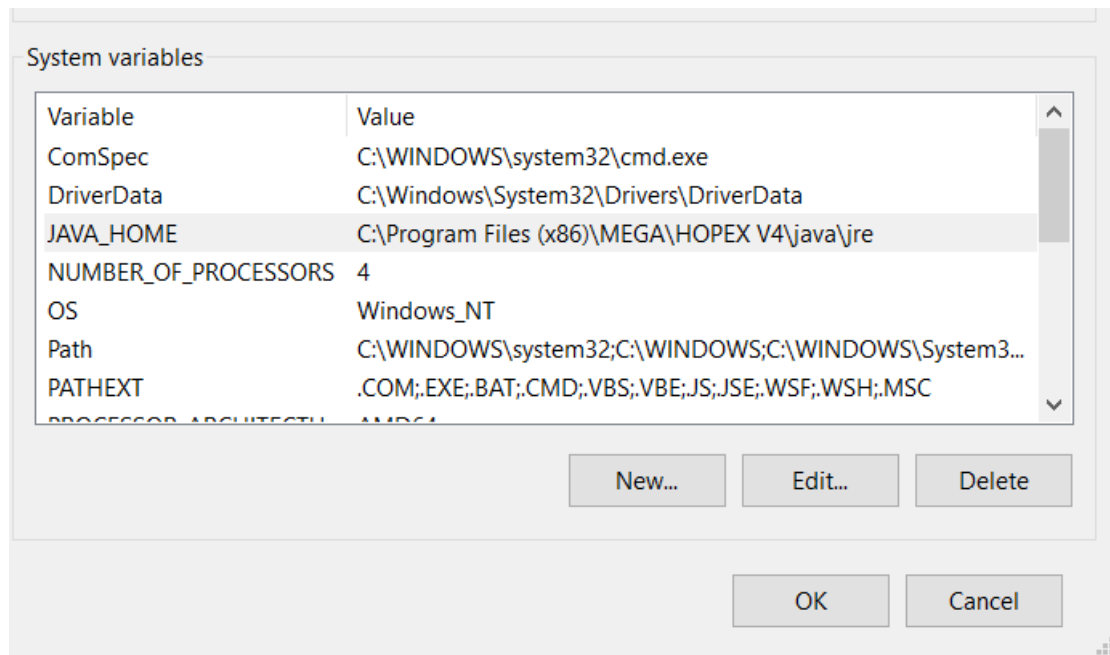 System variables
Variable Value
ComSpec C:\WINDOWS\system32\cmd.exe
DriverData C:\Windows\System32\Drivers\DriverData
JAVA_HOME C:\Program Files (x86)\MEGA\HOPEX V4\java\jre
NUMBER_OF_PROCESSORS 4
OS Windows_NT
Path C:\WINDOWS\system32;C:\WINDOWS;C:\WINDOWS\System3...
PATHEXT .COM;.EXE;.BAT;.CMD;.VBS;.VBE;.JS;.JSE;.WSF;.WSH;.MSC
New... Edit... Delete
OK Cancel